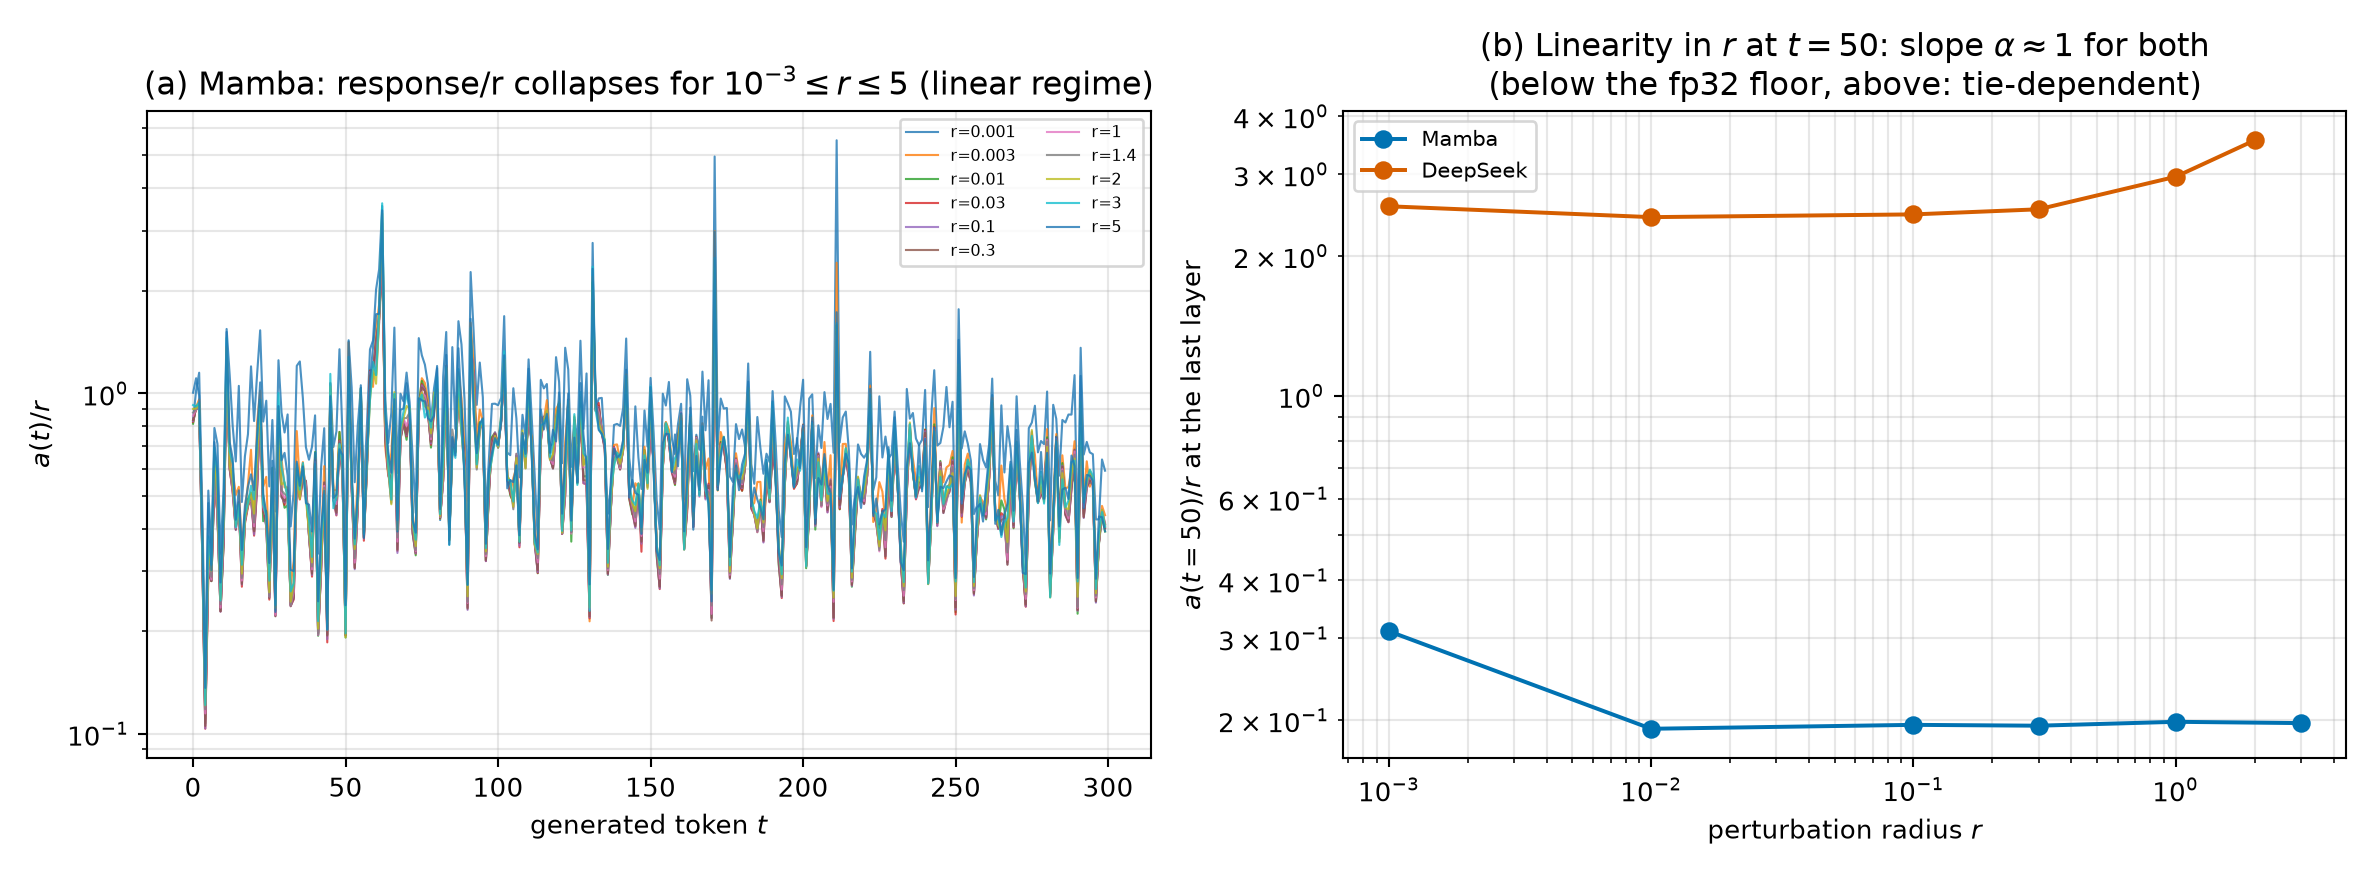 (a) Mamba: response/r collapses for 10⁻³ ≤ r ≤ 5 (linear regime)
a(t)/r
10⁰
10⁻¹
r=0.001
r=0.003
r=0.01
r=0.03
r=0.1
r=0.3
r=1
r=1.4
r=2
r=3
r=5
0 50 100 150 200 250 300
generated token t
(b) Linearity in r at t = 50: slope α ≈ 1 for both
(below the fp32 floor, above: tie-dependent)
a(t = 50)/r at the last layer
4 × 10⁰
3 × 10⁰
2 × 10⁰
10⁰
6 × 10⁻¹
4 × 10⁻¹
3 × 10⁻¹
2 × 10⁻¹
Mamba
DeepSeek
10⁻³ 10⁻² 10⁻¹ 10⁰
perturbation radius r